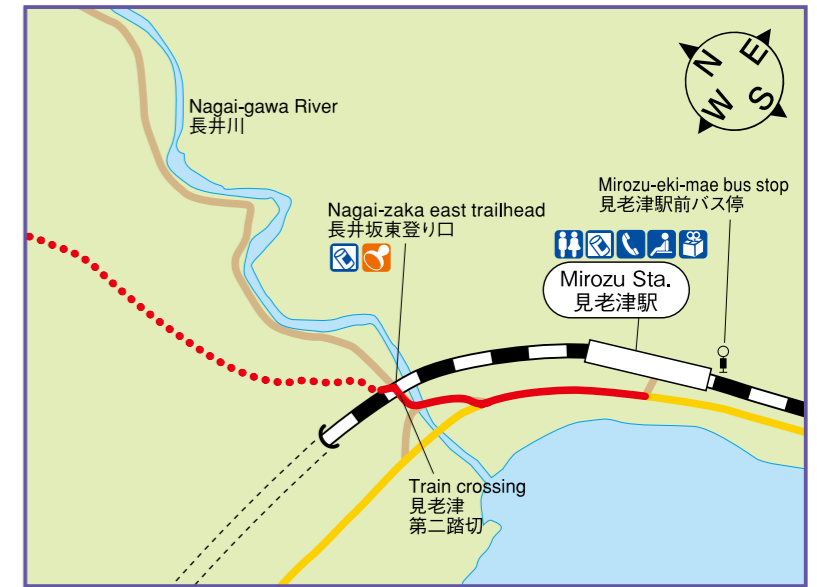 Nagai-gawa River
長井川
N
E
W
S
Mirozu-eki-mae bus stop
見老津駅前バス停
Nagai-zaka east trailhead
長井坂東登り口
Mirozu Sta.
見老津駅
Train crossing
見老津
第二踏切